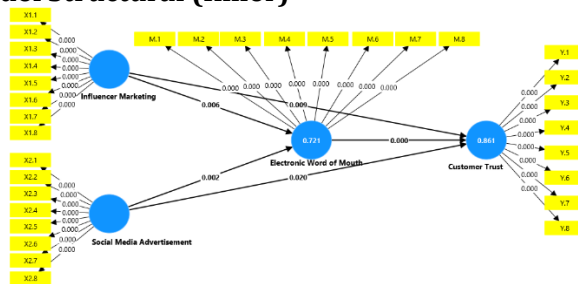 Structural (Inner)
X1.1
X1.2
X1.3
X1.4
X1.5
X1.6
X1.7
X1.8
0.000
0.000
0.000
0.000
0.000
0.000
0.000
Influencer Marketing
M.1
M.2
M.3
M.4
M.5
M.6
M.7
M.8
0.000
0.000
0.000
0.000
0.000
0.000
0.000
0.000
0.006
0.009
0.721
Electronic Word of Mouth
0.000
0.002
0.020
X2.1
X2.2
X2.3
X2.4
X2.5
X2.6
X2.7
X2.8
0.000
0.000
0.000
0.000
0.000
0.000
0.000
Social Media Advertisement
0.861
Customer Trust
0.000
0.000
0.000
0.000
0.000
0.000
0.000
0.000
Y.1
Y.2
Y.3
Y.4
Y.5
Y.6
Y.7
Y.8